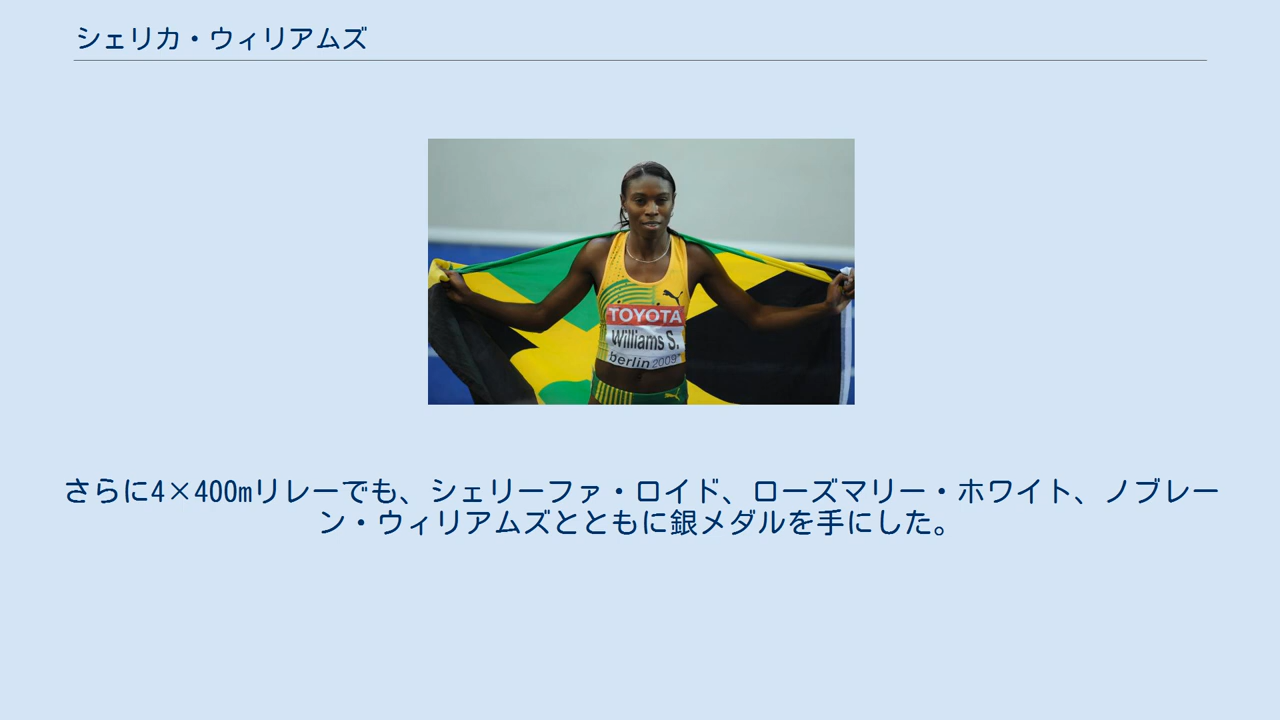 シェリカ・ウィリアムズ
TOYOTA
Williams S.
berlin 2009
さらに4×400mリレーでも、シェリーファ・ロイド、ローズマリー・ホワイト、ノブレー
ン・ウィリアムズとともに銀メダルを手にした。